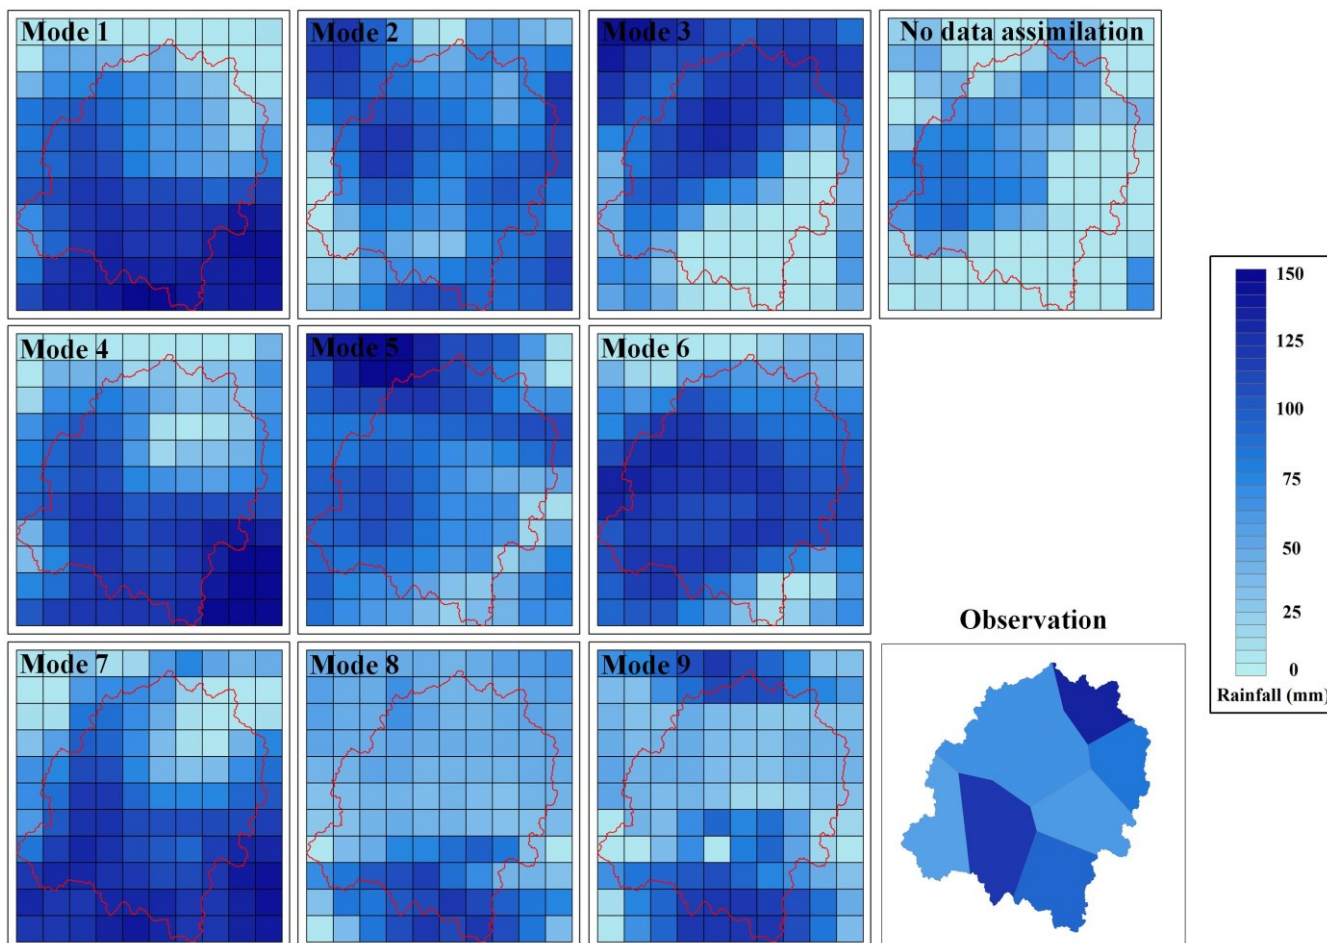 Mode 1
Mode 2
Mode 3
No data assimilation
Mode 4
Mode 5
Mode 6
Mode 7
Mode 8
Mode 9
Observation
150
125
100
75
50
25
0
Rainfall (mm)